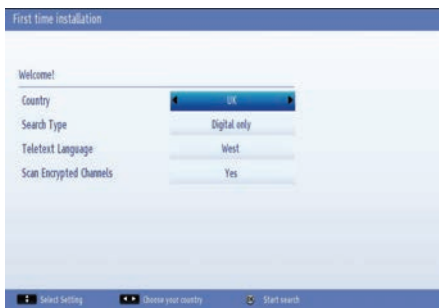 First time installation
Welcome!
Country UK
Search Type Digital only
Teletext Language West
Scan Encrypted Channels Yes
Select Setting Choose your country Start search